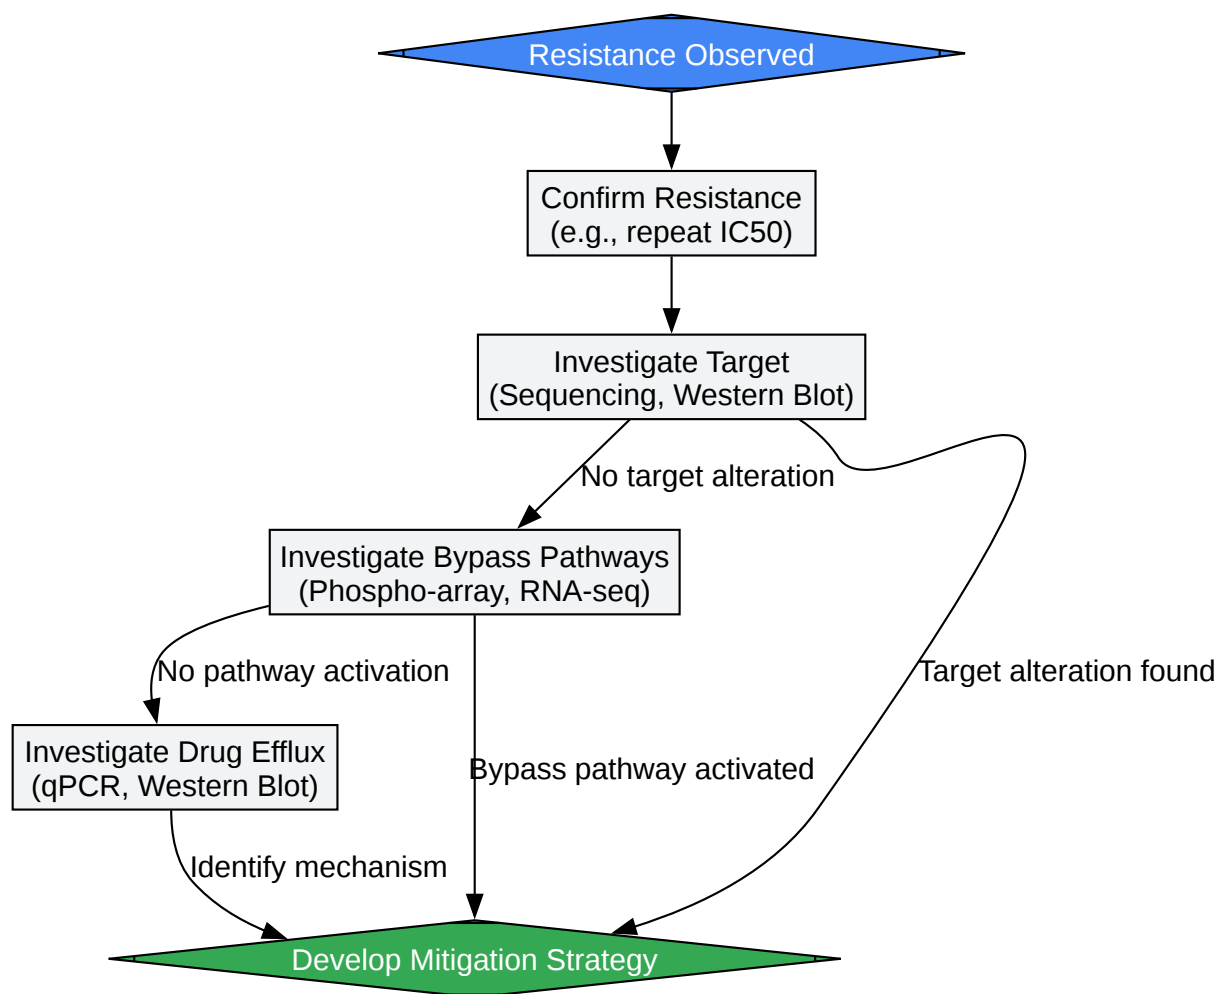 Resistance Observed
Confirm Resistance
(e.g., repeat IC50)
Investigate Target
(Sequencing, Western Blot)
No target alteration
Investigate Bypass Pathways
(Phospho-array, RNA-seq)
No pathway activation
Target alteration found
Investigate Drug Efflux
(qPCR, Western Blot)
Bypass pathway activated
Identify mechanism
Develop Mitigation Strategy